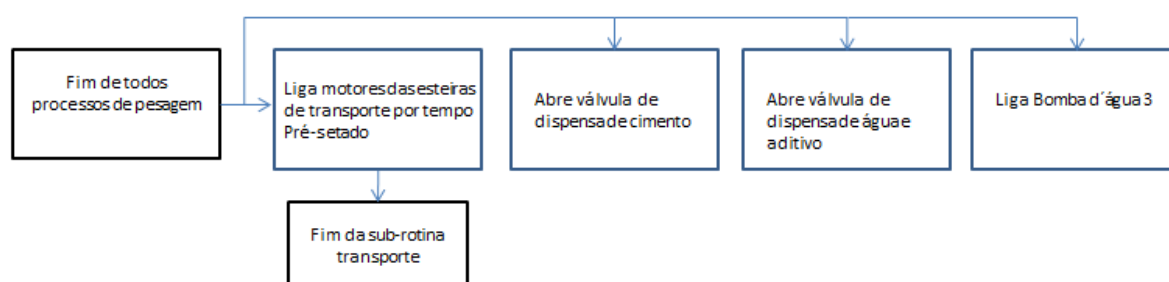 Fim de todos
processos de pesagem
Liga motores das esteiras
de transporte por tempo
Pré-setado
Abre válvula de
dispensa de cimento
Abre válvula de
dispensa de água e
aditivo
Liga Bomba d´água 3
Fim da sub-rotina
transporte